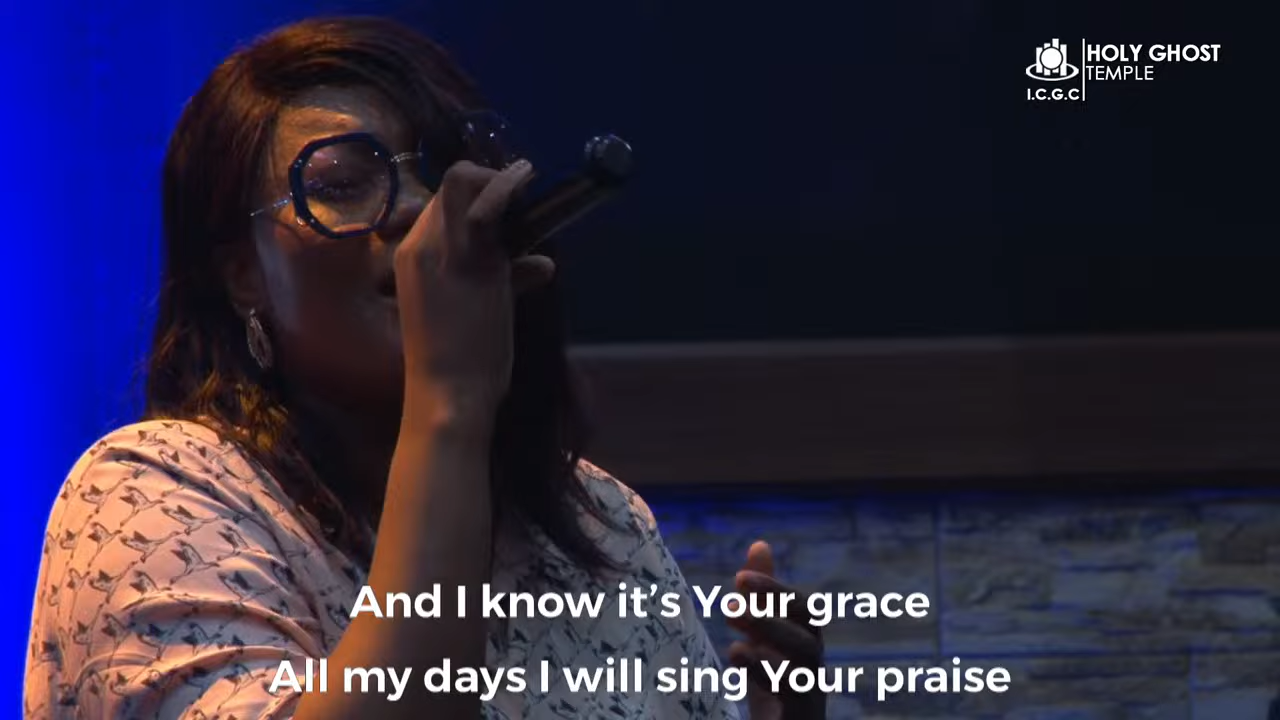 HOLY GHOST
TEMPLE
I.C.G.C
And I know it’s Your grace
All my days I will sing Your praise